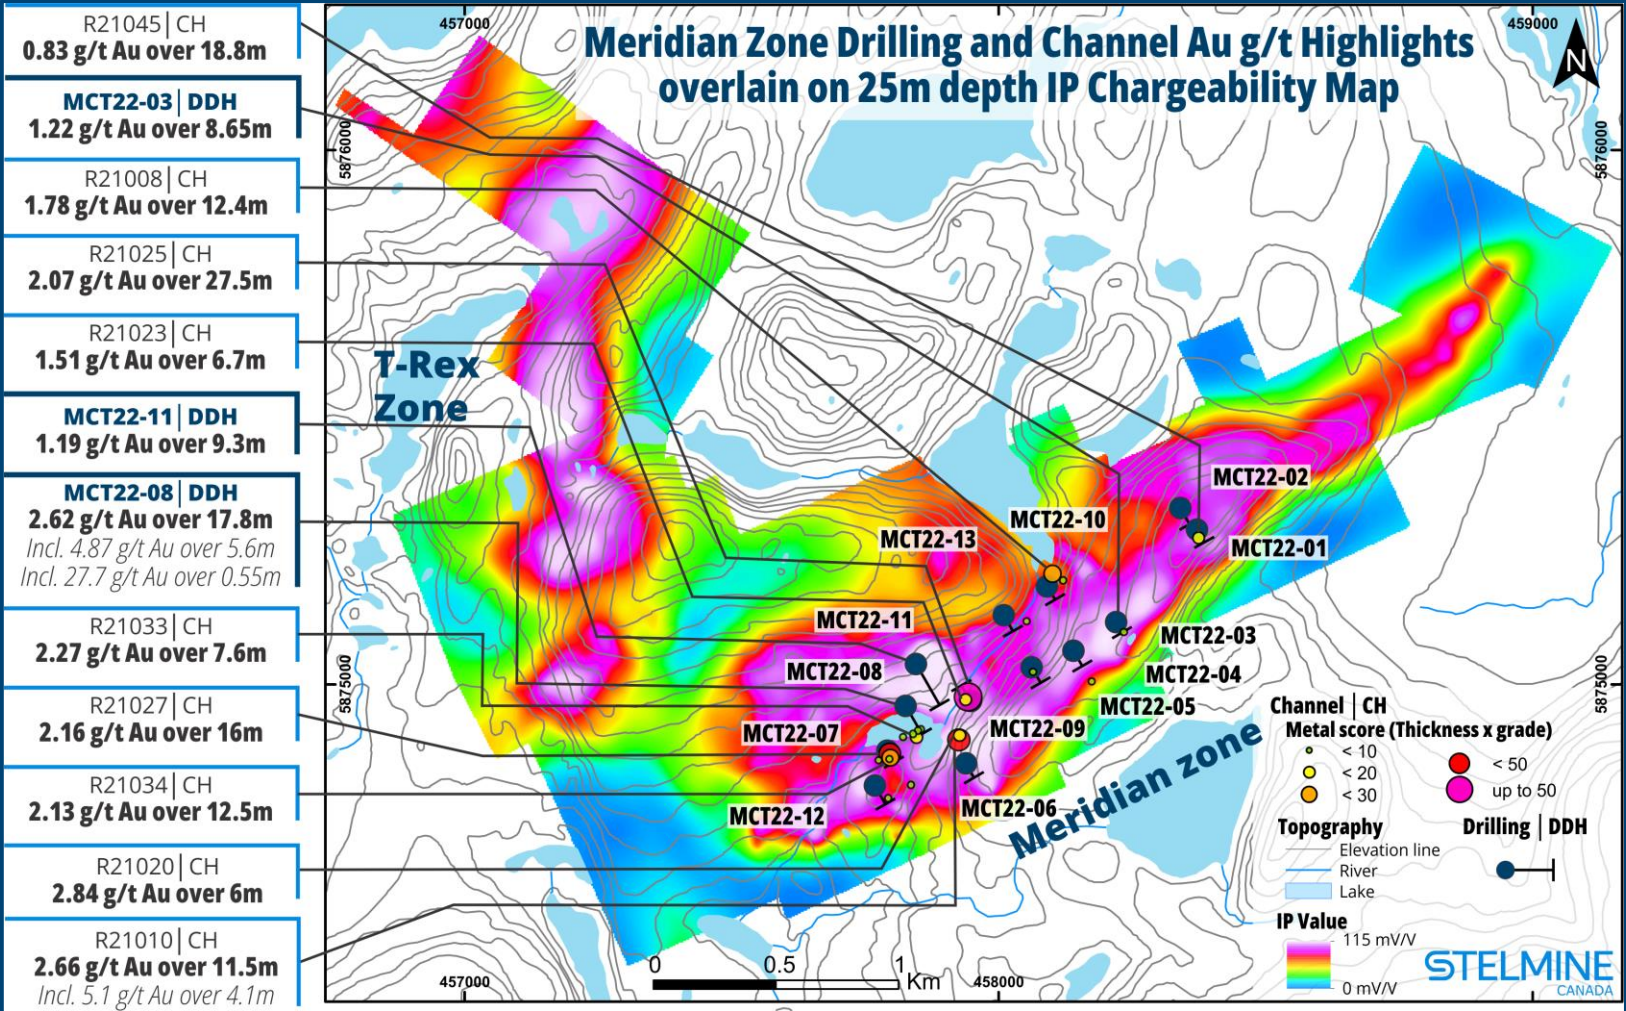 R21045 | CH
0.83 g/t Au over 18.8m
MCT22-03 | DDH
1.22 g/t Au over 8.65m
R21008 | CH
1.78 g/t Au over 12.4m
R21025 | CH
2.07 g/t Au over 27.5m
R21023 | CH
1.51 g/t Au over 6.7m
MCT22-11 | DDH
1.19 g/t Au over 9.3m
MCT22-08 | DDH
2.62 g/t Au over 17.8m
Incl. 4.87 g/t Au over 5.6m
Incl. 27.7 g/t Au over 0.55m
R21033 | CH
2.27 g/t Au over 7.6m
R21027 | CH
2.16 g/t Au over 16m
R21034 | CH
2.13 g/t Au over 12.5m
R21020 | CH
2.84 g/t Au over 6m
R21010 | CH
2.66 g/t Au over 11.5m
Incl. 5.1 g/t Au over 4.1m
457000
459000
Meridian Zone Drilling and Channel Au g/t Highlights
overlain on 25m depth IP Chargeability Map
N
5876000
5876000
T-Rex
Zone
MCT22-02
MCT22-10
MCT22-13
MCT22-01
MCT22-11
MCT22-03
MCT22-08
MCT22-04
MCT22-05
MCT22-09
MCT22-07
MCT22-06
MCT22-12
Meridian zone
5875000
5875000
Channel | CH
Metal score (Thickness x grade)
< 10
< 20
< 30
< 50
up to 50
Topography
Elevation line
River
Lake
Drilling | DDH
IP Value
115 mV/V
0 mV/V
0
0.5
1
Km
457000
458000
STELMINE
CANADA